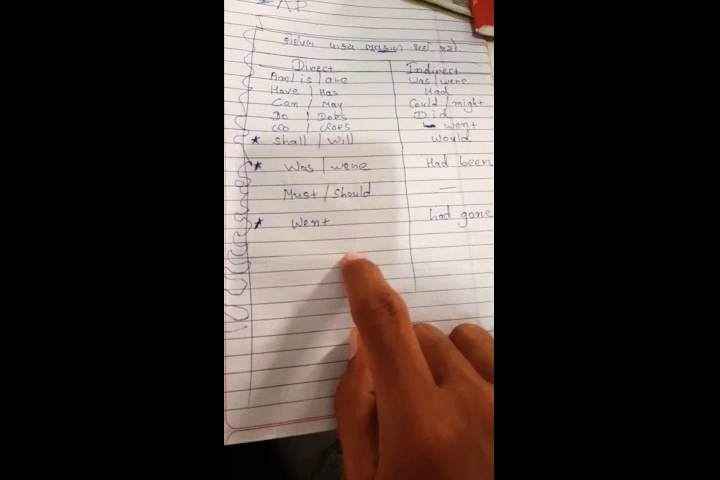 AP
વાક્ય
Direct Indirect
Am/is/are Was/were
Have/Has Had
Can/May Could/might
Do/Does Did
Go/Goes went
* Shall/Will Would
* Was/were Had been
Must/Should —
* Went had gone